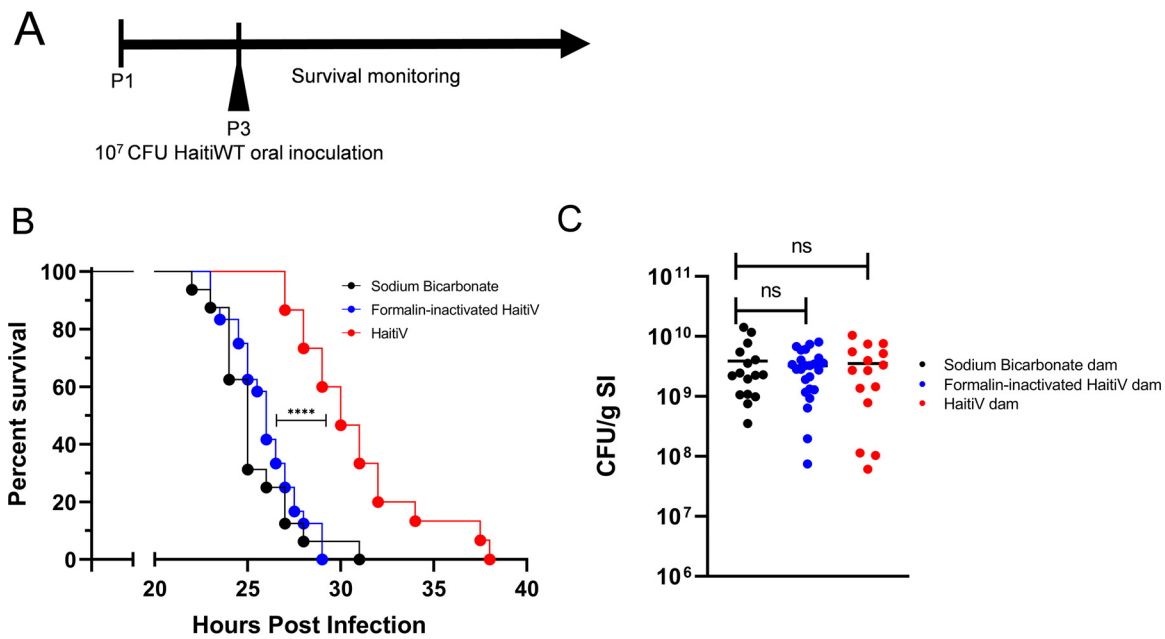 A
P1
Survival monitoring
P3
10⁷ CFU HaitiWT oral inoculation
B
Percent survival
100
80
60
40
20
0
20
25
30
35
40
Hours Post Infection
Sodium Bicarbonate
Formalin-inactivated HaitiV
HaitiV
****
C
ns
ns
CFU/g SI
10¹¹
10¹⁰
10⁹
10⁸
10⁷
10⁶
Sodium Bicarbonate dam
Formalin-inactivated HaitiV dam
HaitiV dam